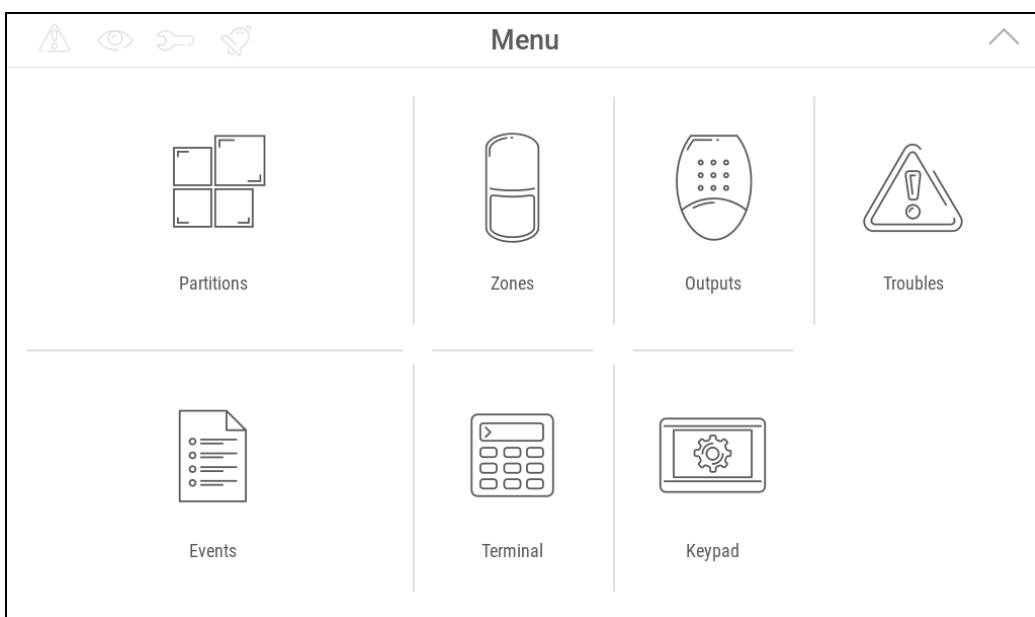 Menu
Partitions
Zones
Outputs
Troubles
Events
Terminal
Keypad